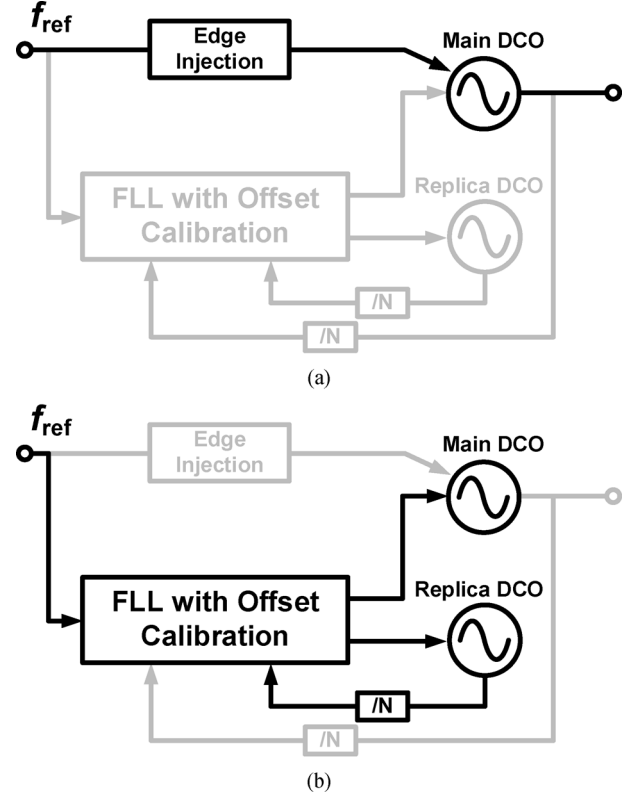 fref
Edge
Injection
Main DCO
Replica DCO
FLL with Offset
Calibration
/N
/N
(a)
fref
Edge
Injection
Main DCO
Replica DCO
FLL with Offset
Calibration
/N
/N
(b)